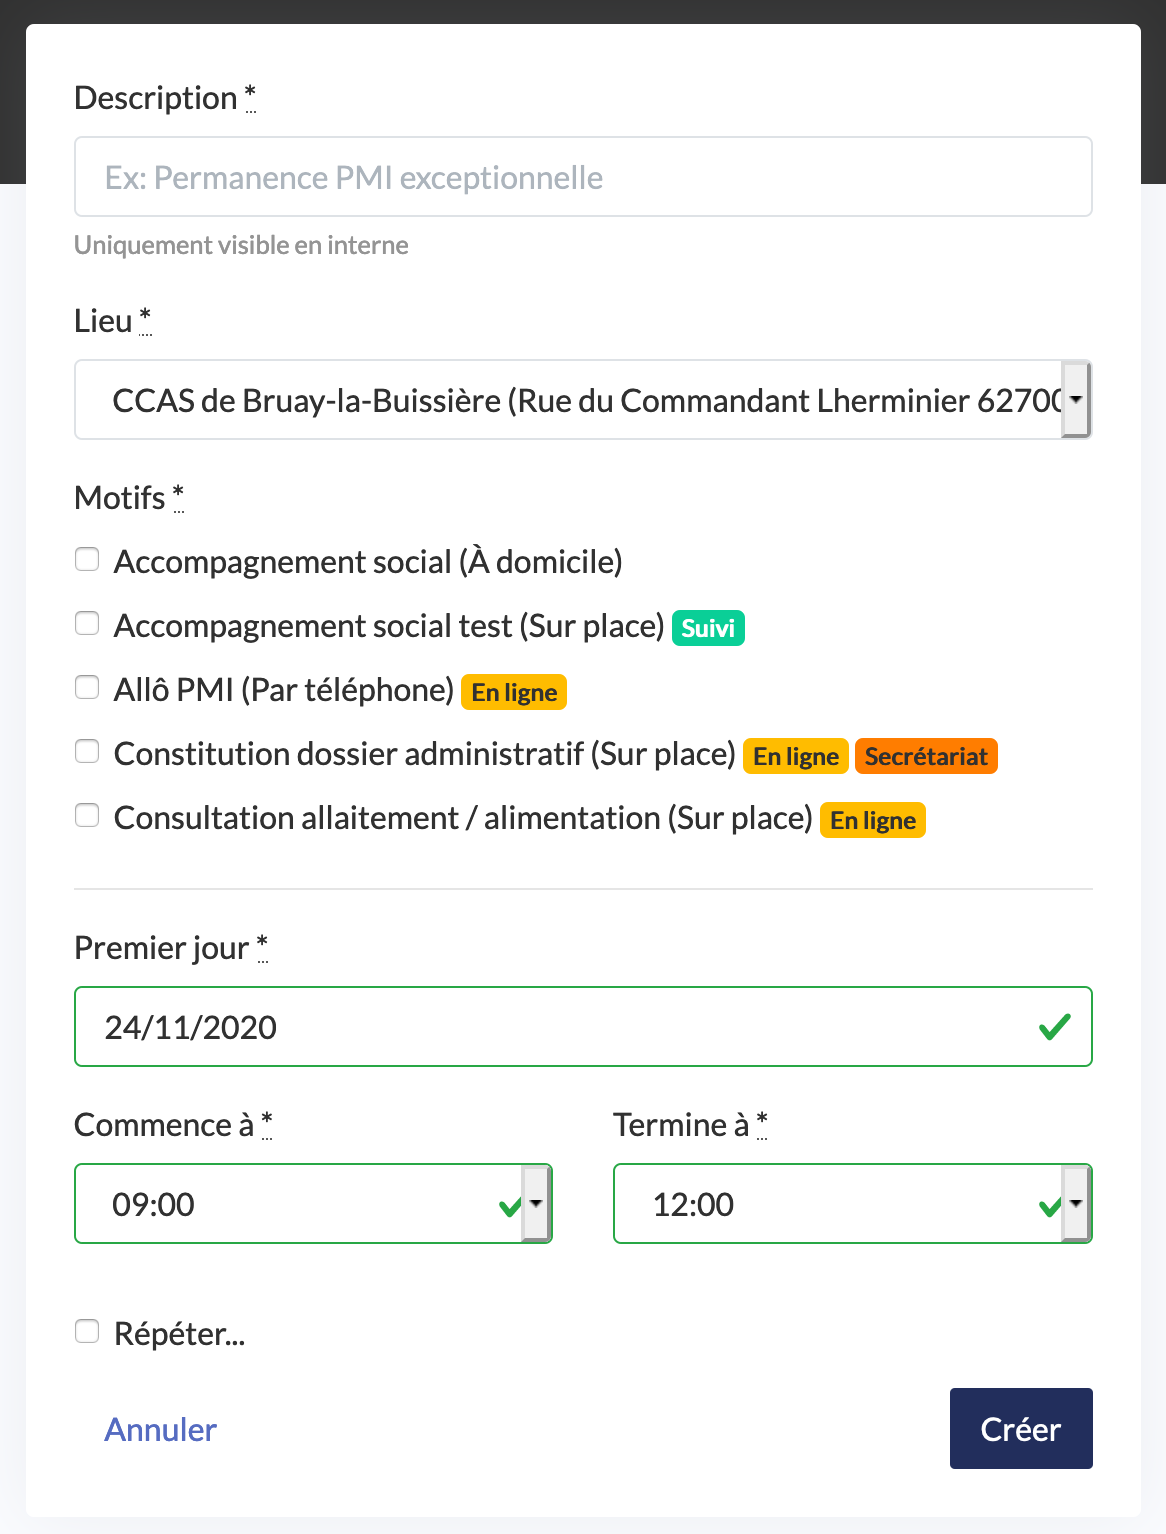 Description *
Ex: Permanence PMI exceptionnelle
Uniquement visible en interne
Lieu *
CCAS de Bruay-la-Buissière (Rue du Commandant Lherminier 62700
Motifs *
Accompagnement social (À domicile)
Accompagnement social test (Sur place) Suivi
Allô PMI (Par téléphone) En ligne
Constitution dossier administratif (Sur place) En ligne Secrétariat
Consultation allaitement / alimentation (Sur place) En ligne
Premier jour *
24/11/2020
Commence à * Termine à *
09:00 12:00
Répéter...
Annuler Créer